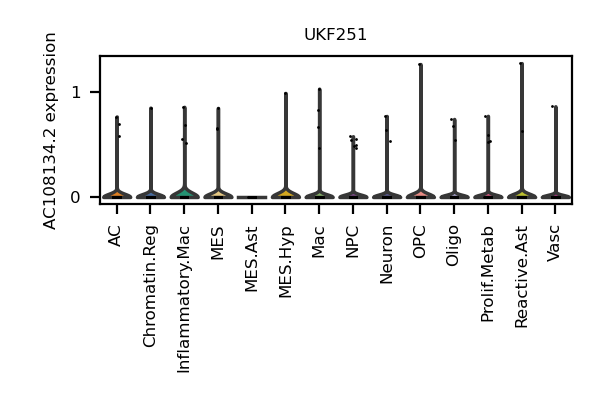 UKF251
AC108134.2 expression
1
0
AC
Chromatin.Reg
Inflammatory.Mac
MES
MES.Ast
MES.Hyp
Mac
NPC
Neuron
OPC
Oligo
Prolif.Metab
Reactive.Ast
Vasc